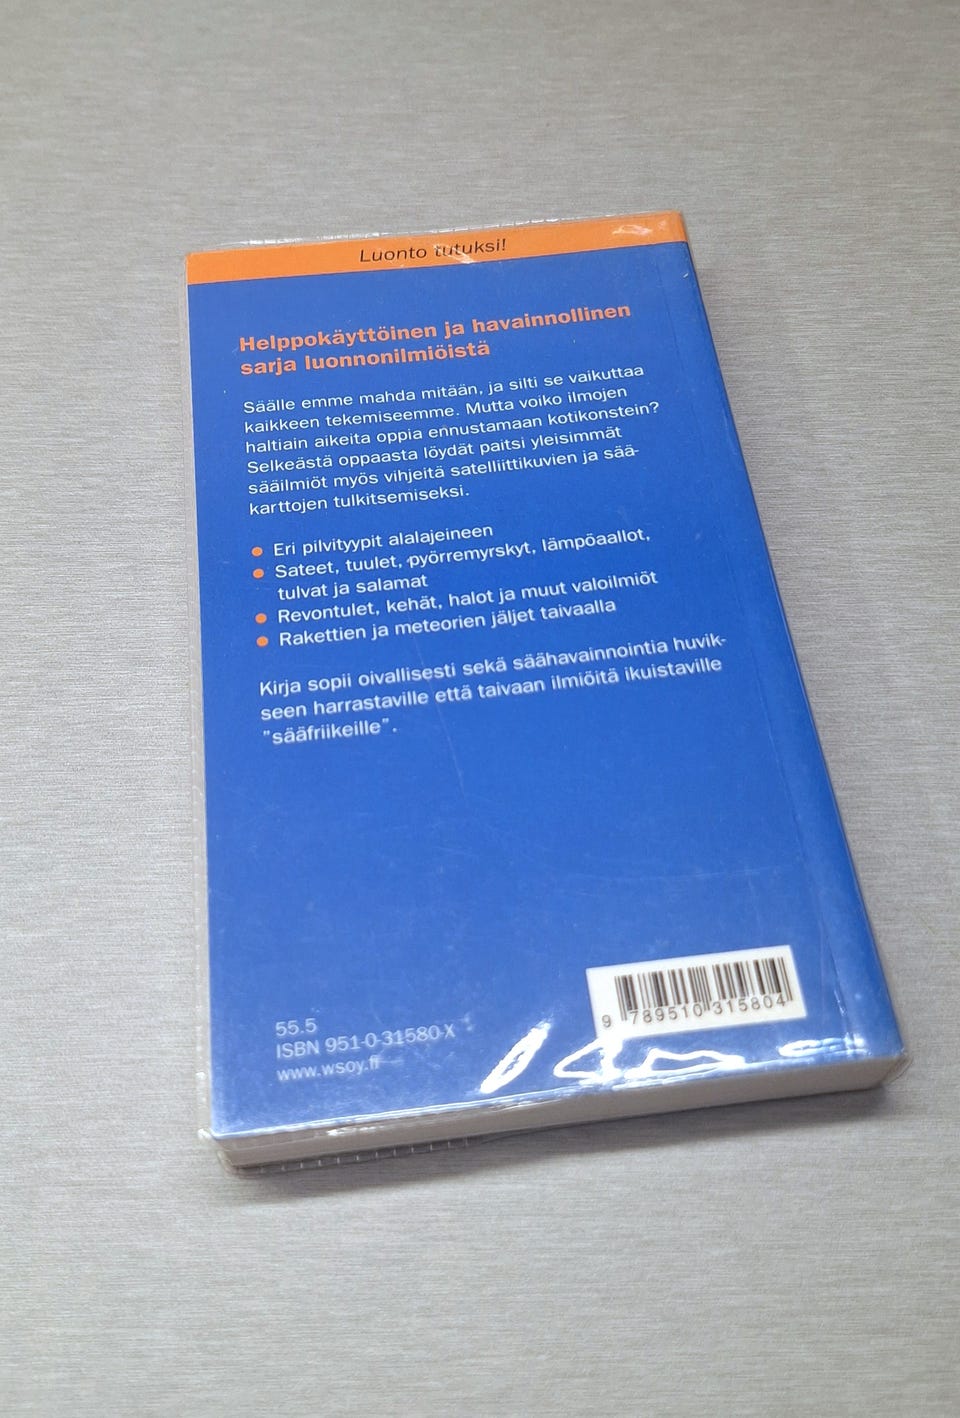 Luonto tutuksi!
Helppokäyttöinen ja havainnollinen
sarja luonnonilmiöistä
Säälle emme mahda mitään, ja silti se vaikuttaa
kaikkeen tekemiseemme. Mutta voiko ilmojen
haltiain aikeita oppia ennustamaan kotikonstein?
Selkeästä oppaasta löydät paitsi yleisimmät
sääilmiöt myös vihjeitä satelliittikuvien ja sää-
karttojen tulkitsemiseksi.
• Eri pilvityypit alalajeineen
• Sateet, tuulet, pyörremyrskyt, lämpöaallot,
tulvat ja salamat
• Revontulet, kehät, halot ja muut valoilmiöt
• Rakettien ja meteorien jäljet taivaalla
Kirja sopii oivallisesti sekä säähavainnointia huvik-
seen harrastaville että taivaan ilmiöitä ikuistaville
"sääfriikeille".
55.5
ISBN 951-0-31580-X
www.wsoy.fi
9 789510 315804